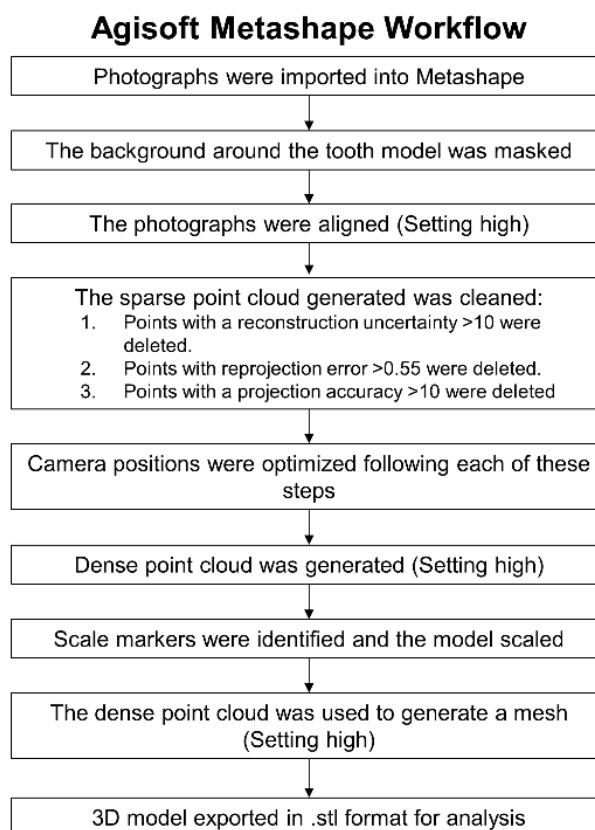 Agisoft Metashape Workflow
Photographs were imported into Metashape
The background around the tooth model was masked
The photographs were aligned (Setting high)
The sparse point cloud generated was cleaned:
1. Points with a reconstruction uncertainty >10 were
deleted.
2. Points with reprojection error >0.55 were deleted.
3. Points with a projection accuracy >10 were deleted
Camera positions were optimized following each of these
steps
Dense point cloud was generated (Setting high)
Scale markers were identified and the model scaled
The dense point cloud was used to generate a mesh
(Setting high)
3D model exported in .stl format for analysis